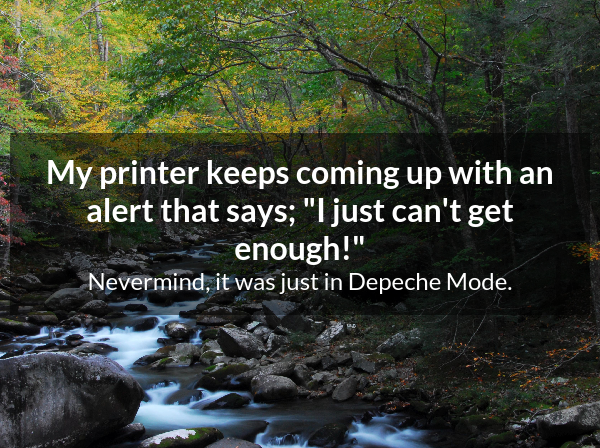 My printer keeps coming up with an
alert that says; "I just can't get
enough!"
Nevermind, it was just in Depeche Mode.